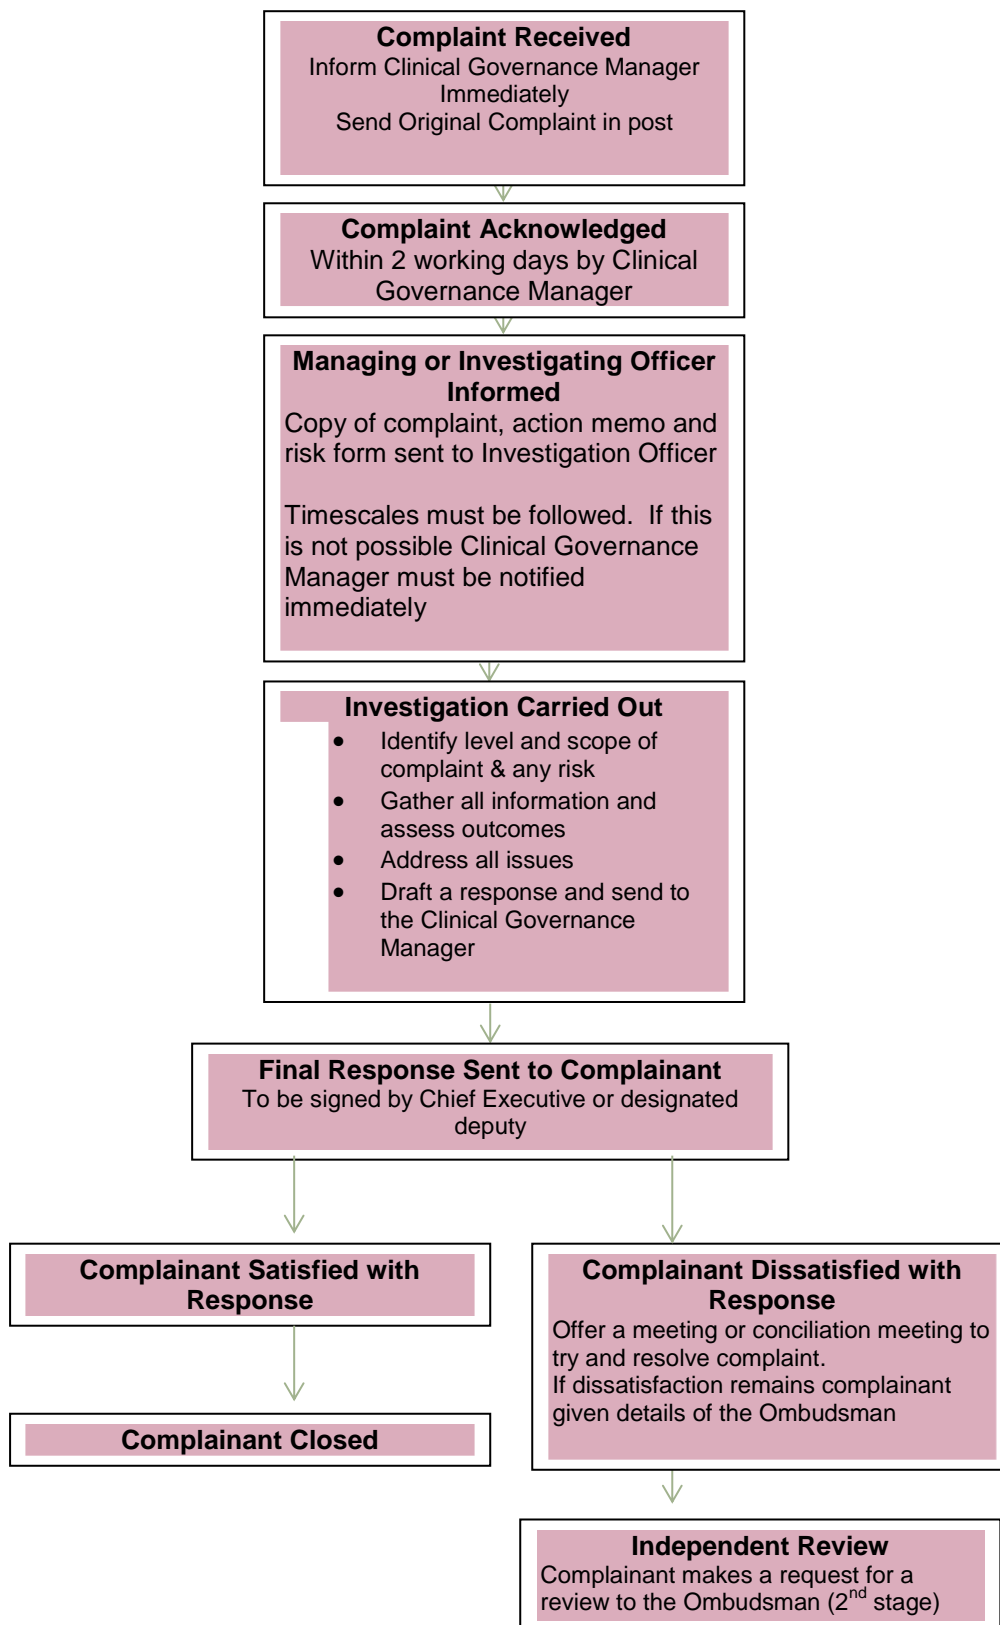 Complaint Received
Inform Clinical Governance Manager
Immediately
Send Original Complaint in post
Complaint Acknowledged
Within 2 working days by Clinical
Governance Manager
Managing or Investigating Officer
Informed
Copy of complaint, action memo and
risk form sent to Investigation Officer
Timescales must be followed.  If this
is not possible Clinical Governance
Manager must be notified
immediately
Investigation Carried Out
• Identify level and scope of
complaint & any risk
• Gather all information and
assess outcomes
• Address all issues
• Draft a response and send to
the Clinical Governance
Manager
Final Response Sent to Complainant
To be signed by Chief Executive or designated
deputy
Complainant Satisfied with
Response
Complainant Closed
Complainant Dissatisfied with
Response
Offer a meeting or conciliation meeting to
try and resolve complaint.
If dissatisfaction remains complainant
given details of the Ombudsman
Independent Review
Complainant makes a request for a
review to the Ombudsman (2nd stage)